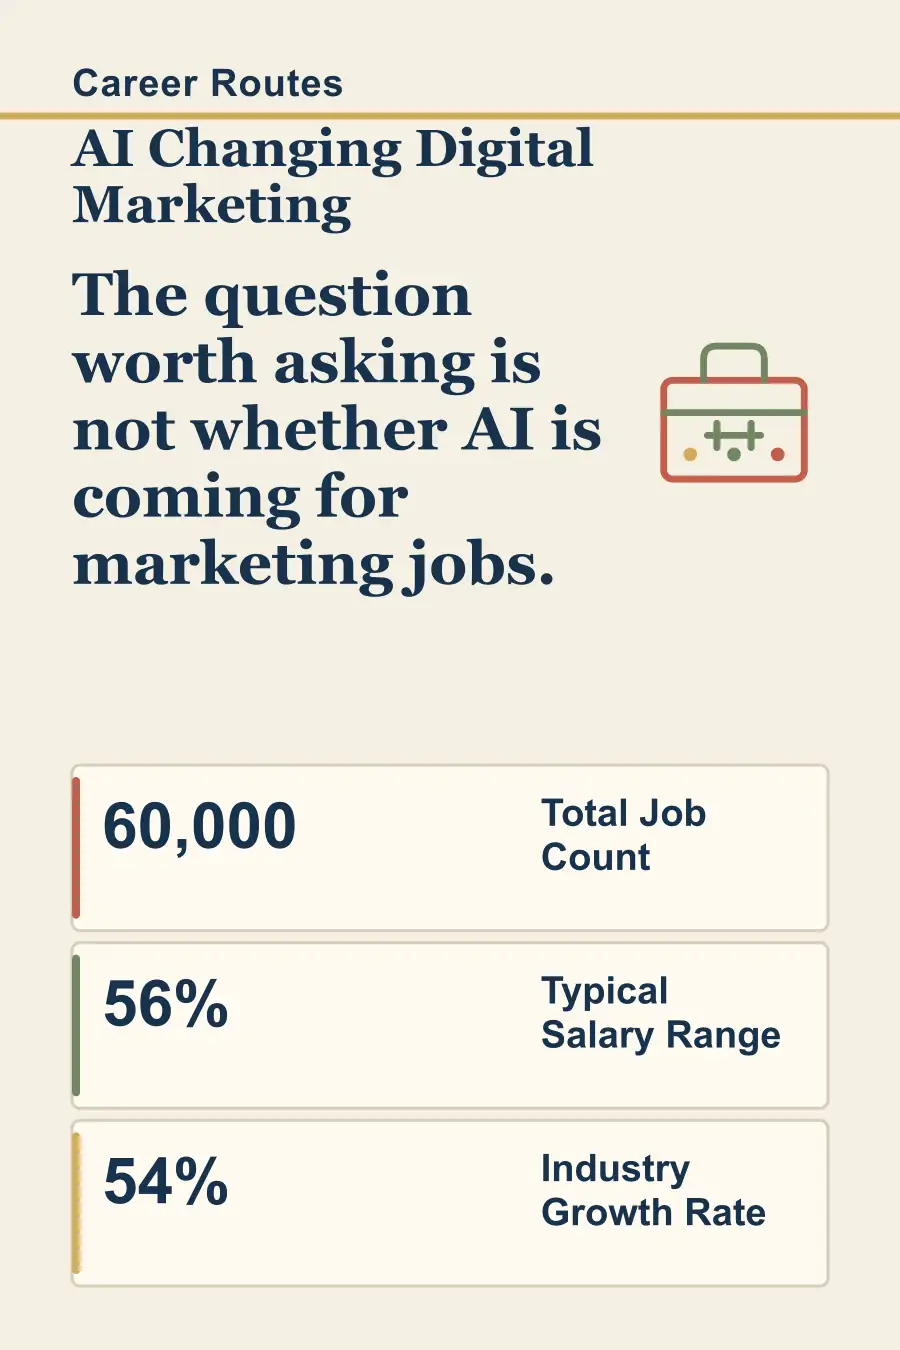 Career Routes
AI Changing Digital
Marketing
The question
worth asking is
not whether AI is
coming for
marketing jobs.
60,000
Total Job
Count
56%
Typical
Salary Range
54%
Industry
Growth Rate